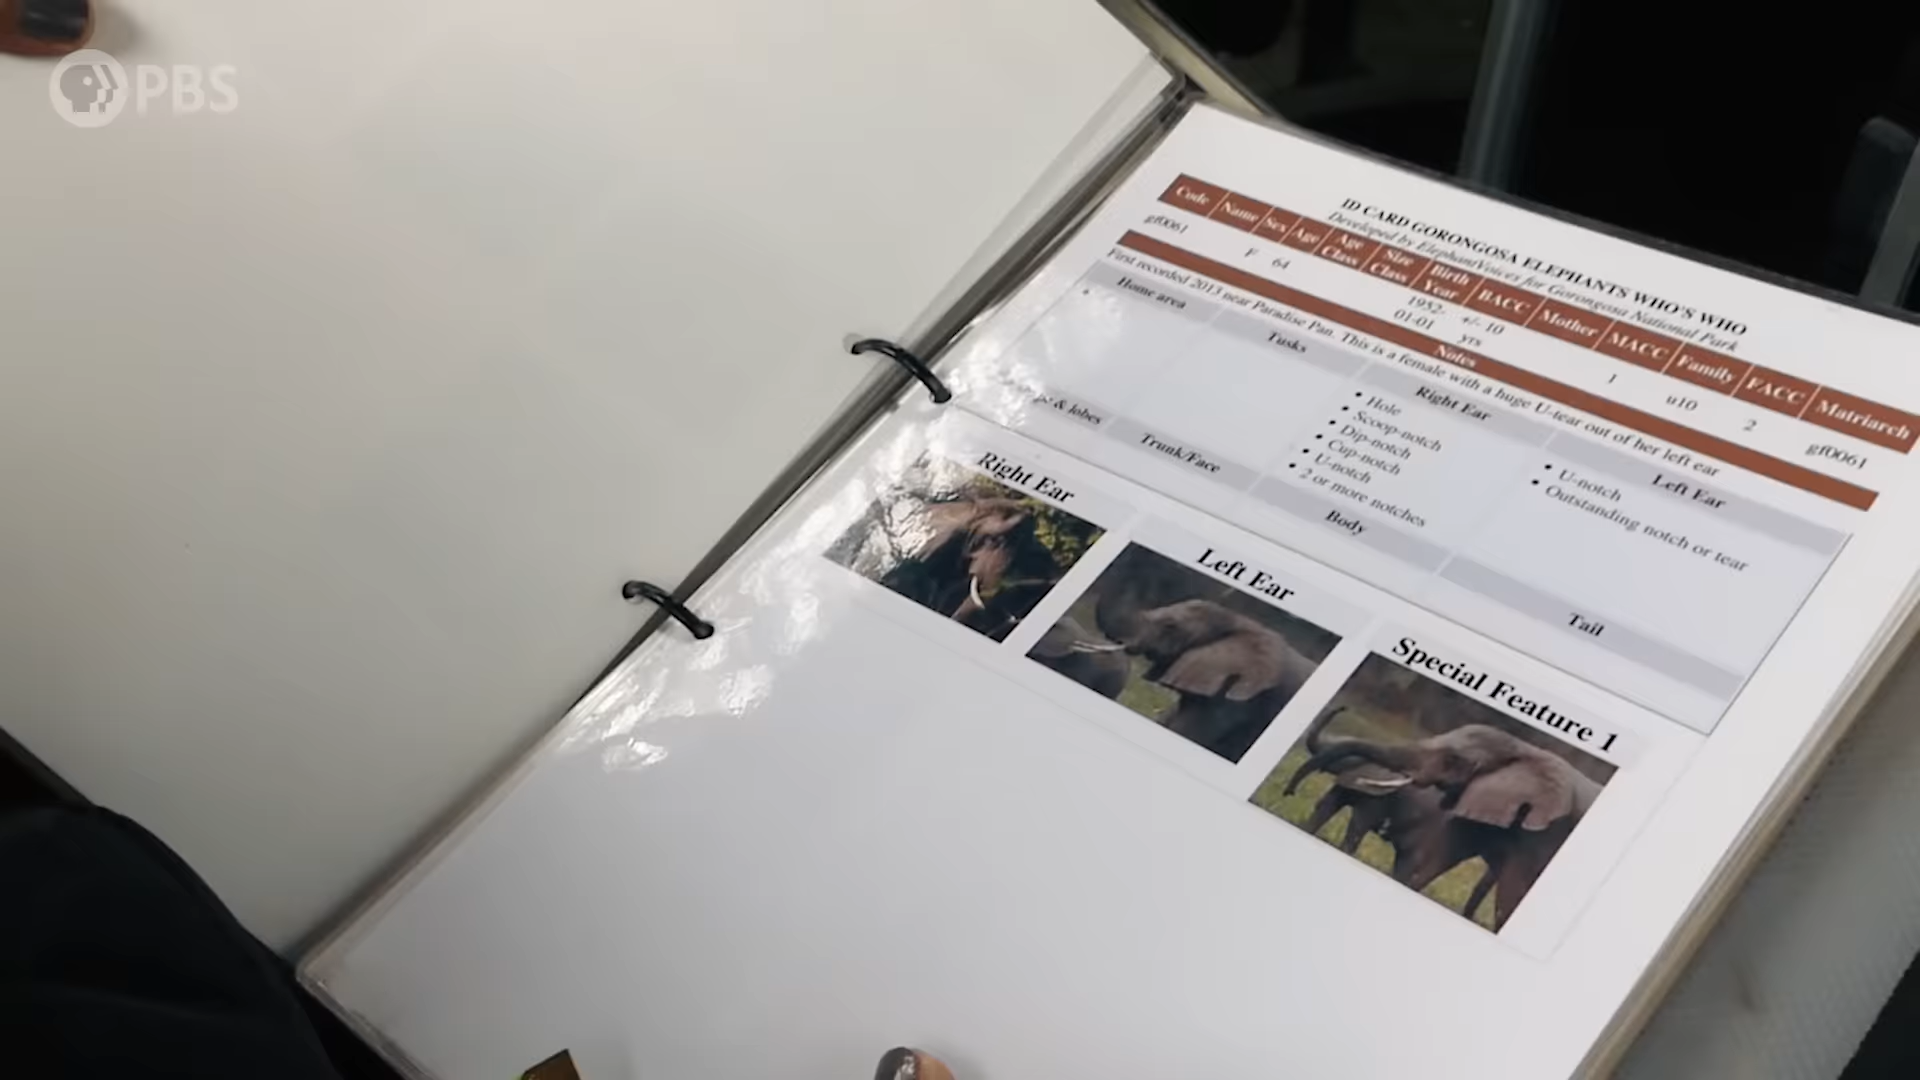 PBS
ID CARD GORONGOSA ELEPHANTS WHO'S WHO
Developed by ElephantVoices for Gorongosa National Park
Code Name Sex Age Age Class Size Class Birth Year BACC Mother MACC Family FACC Matriarch
gf0061 F 64 1952-01-01 +/- 10 yrs 1 u10 2 gf0061
Notes
First recorded 2013 near Paradise Pan. This is a female with a huge U-tear out of her left ear
Home area Tusks Right Ear Left Ear
• Hole
• Scoop-notch
• Dip-notch
• Cup-notch
• U-notch
• 2 or more notches
• U-notch
• Outstanding notch or tear
& lobes Trunk/Face Body Tail
Right Ear
Left Ear
Special Feature 1